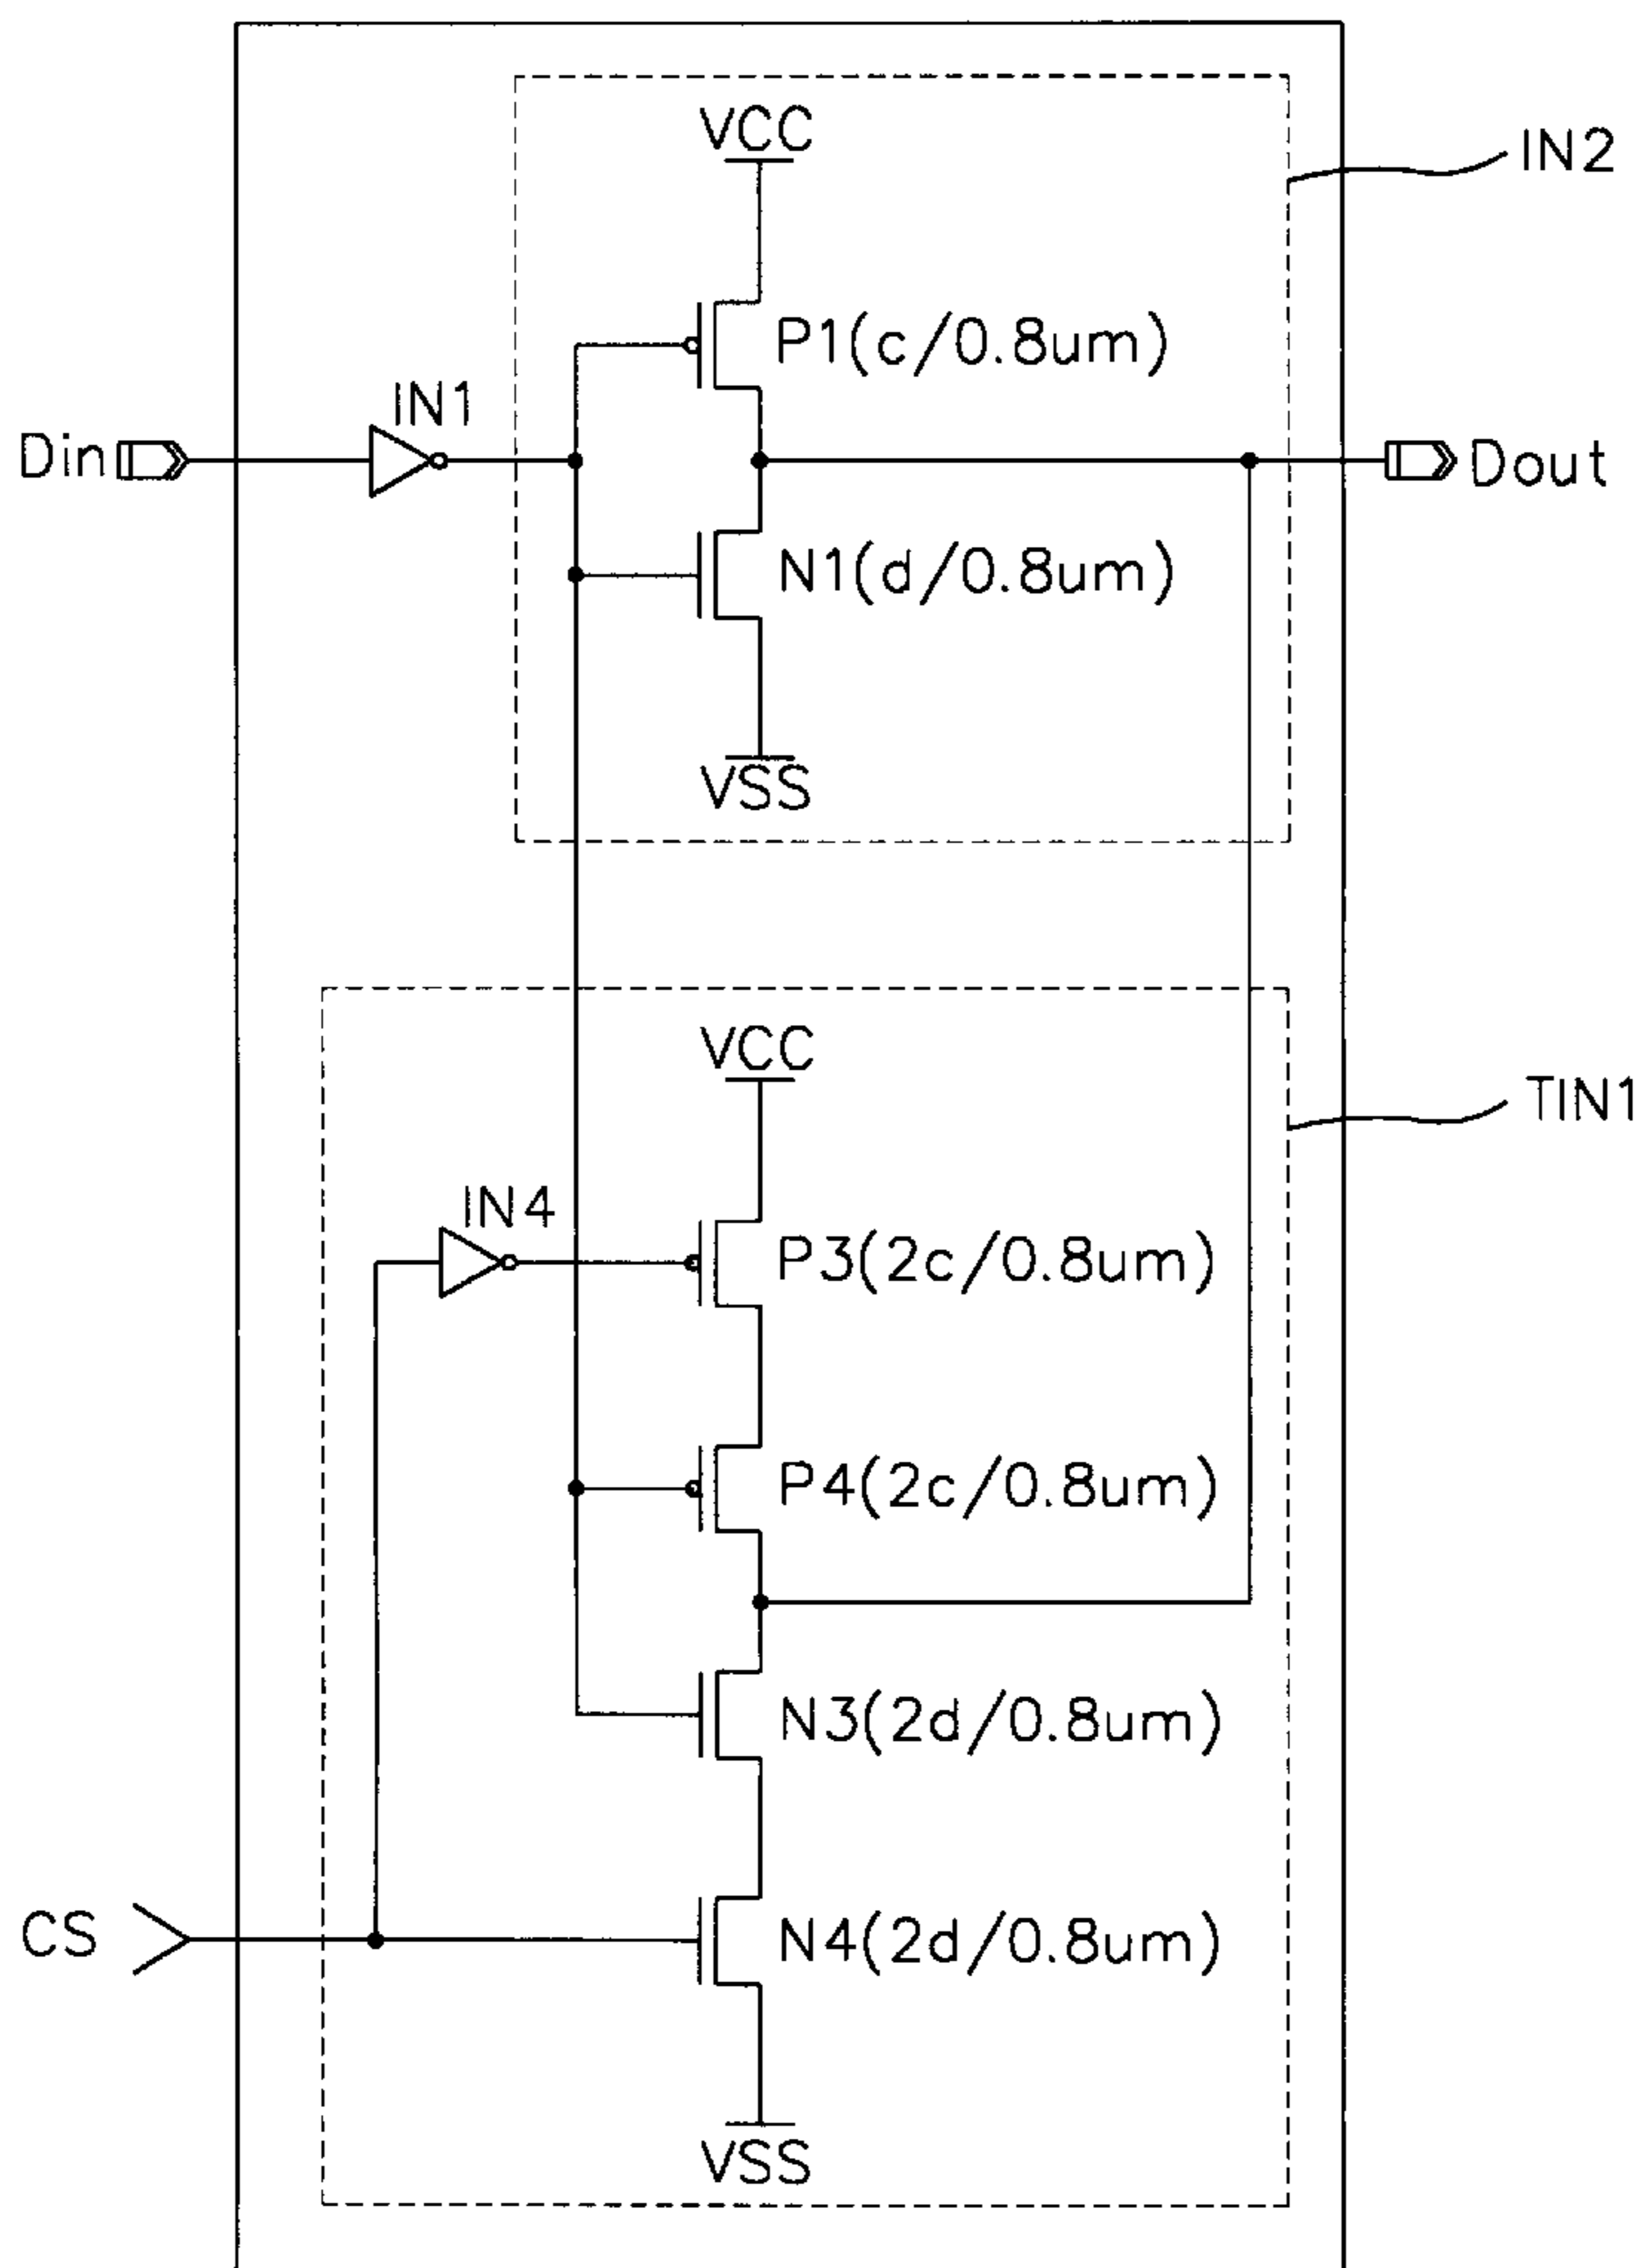 VCC
IN2
P1(c/0.8um)
IN1
Din
Dout
N1(d/0.8um)
VSS
VCC
TIN1
IN4
P3(2c/0.8um)
P4(2c/0.8um)
N3(2d/0.8um)
CS
N4(2d/0.8um)
VSS